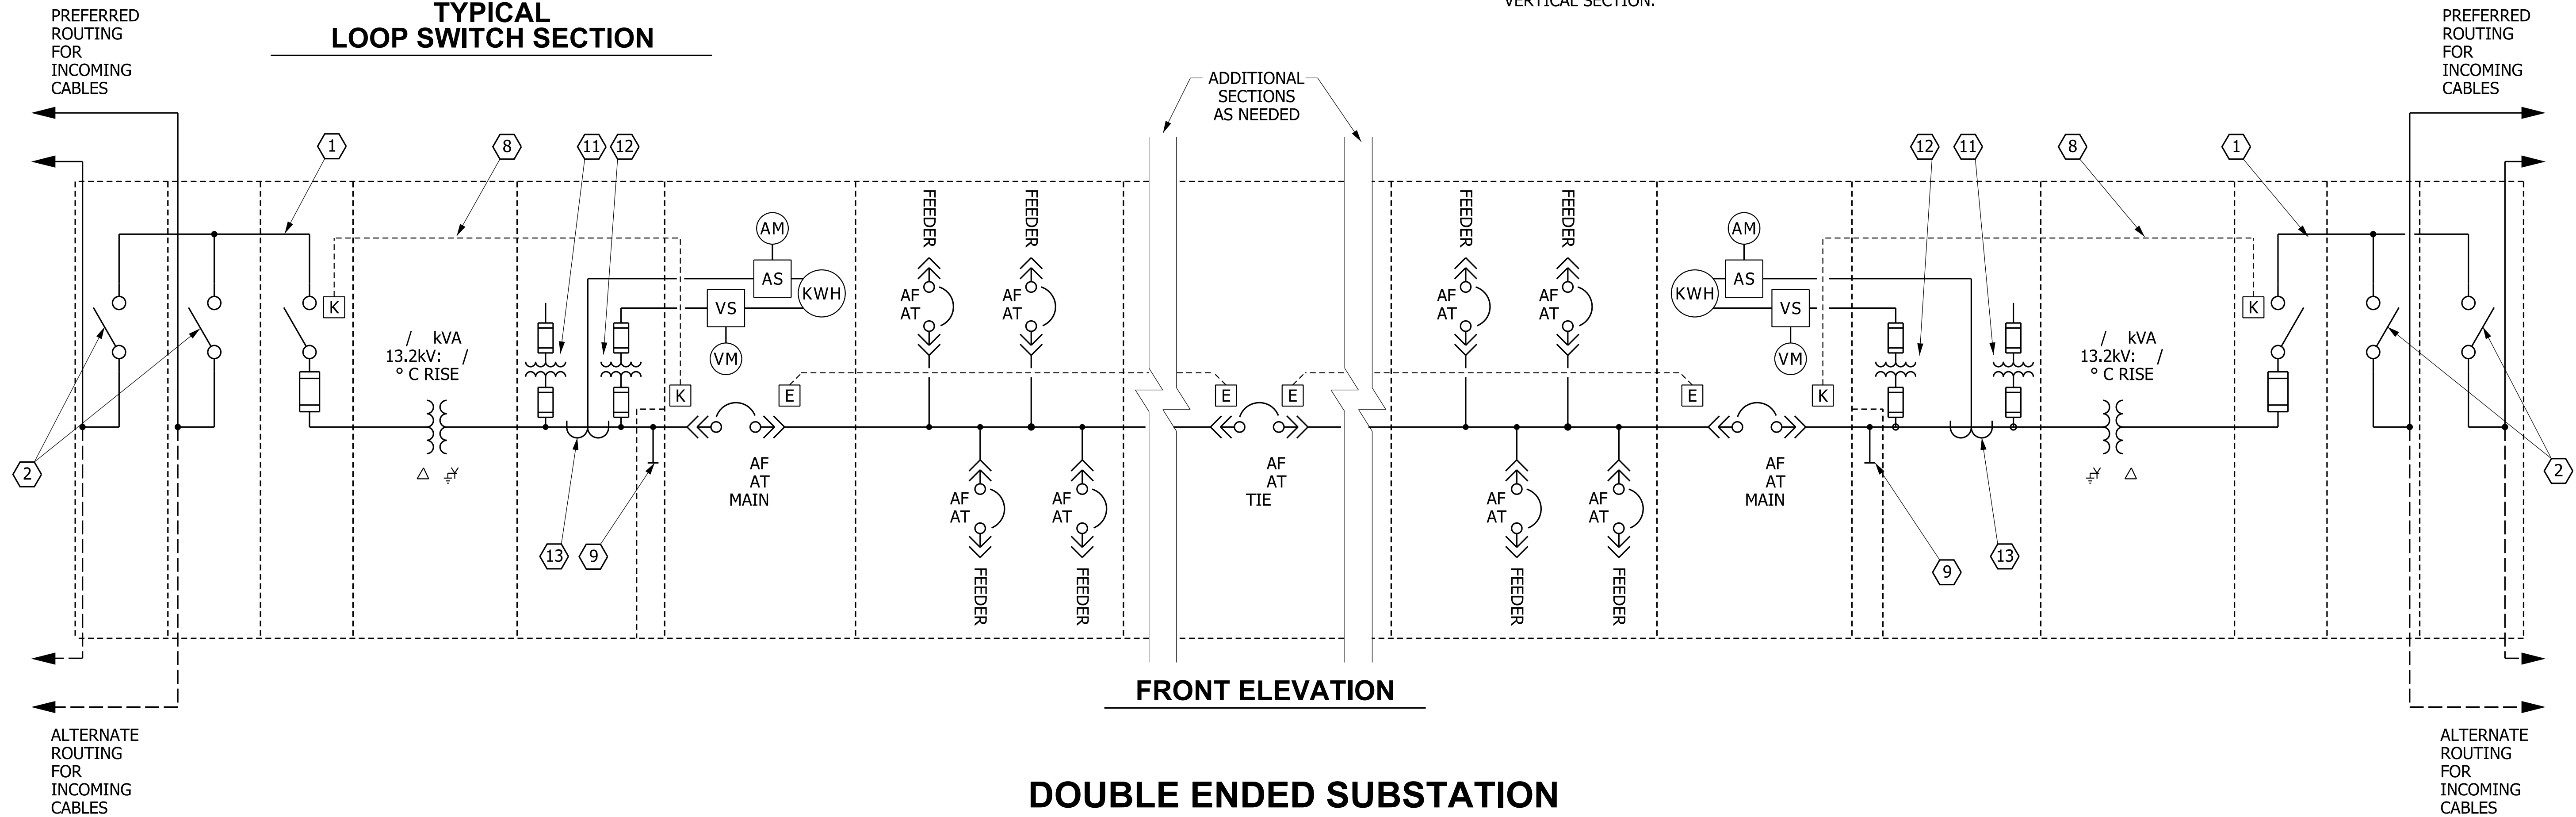 VERTICAL SECTION.
PREFERRED
ROUTING
FOR
INCOMING
CABLES
TYPICAL
LOOP SWITCH SECTION
PREFERRED
ROUTING
FOR
INCOMING
CABLES
ADDITIONAL
SECTIONS
AS NEEDED
1
8
11
12
12
11
8
1
FEEDER
FEEDER
FEEDER
FEEDER
AM
AS
KWH
VS
VM
K
AM
AS
KWH
VS
VM
K
AF
AT
AF
AT
AF
AT
AF
AT
/ kVA
13.2kV: /
° C RISE
/ kVA
13.2kV: /
° C RISE
K
E
E
E
E
K
2
AF
AT
MAIN
AF
AT
TIE
AF
AT
MAIN
2
Y
Y
AF
AT
AF
AT
AF
AT
AF
AT
13
9
9
13
FEEDER
FEEDER
FEEDER
FEEDER
FRONT ELEVATION
ALTERNATE
ROUTING
FOR
INCOMING
CABLES
DOUBLE ENDED SUBSTATION
ALTERNATE
ROUTING
FOR
INCOMING
CABLES